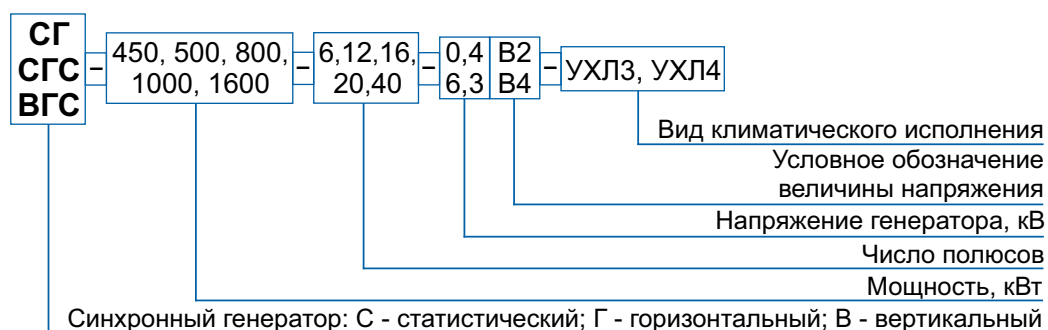 СГ
СГС
ВГС
–
450, 500, 800,
1000, 1600
–
6,12,16,
20,40
–
0,4 В2
6,3 В4
–
УХЛ3, УХЛ4
Вид климатического исполнения
Условное обозначение
величины напряжения
Напряжение генератора, кВ
Число полюсов
Мощность, кВт
Синхронный генератор: С - статистический; Г - горизонтальный; В - вертикальный